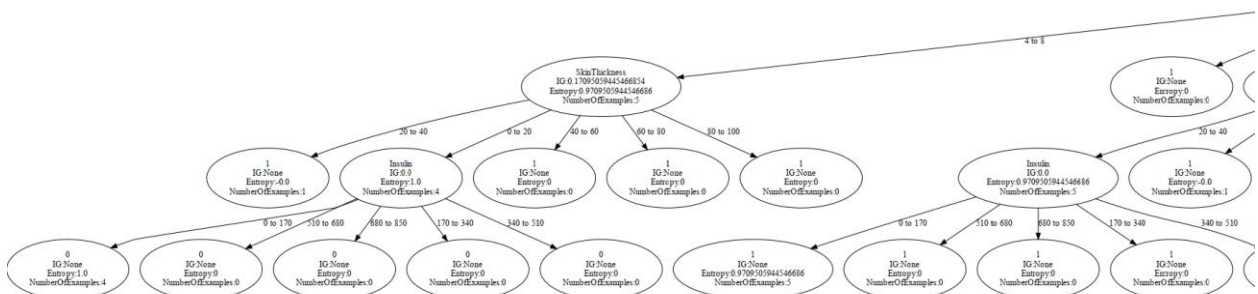 4 to 8
SkinThickness
IG:0.17095059445466854
Entropy:0.9709505944546686
NumberOfExamples:5
1
IG:None
Entropy:0
NumberOfExamples:0
20 to 40
0 to 20
40 to 60
60 to 80
80 to 100
20 to 40
1
IG:None
Entropy:-0.0
NumberOfExamples:1
Insulin
IG:0.0
Entropy:1.0
NumberOfExamples:4
1
IG:None
Entropy:0
NumberOfExamples:0
1
IG:None
Entropy:0
NumberOfExamples:0
1
IG:None
Entropy:0
NumberOfExamples:0
Insulin
IG:0.0
Entropy:0.9709505944546686
NumberOfExamples:5
1
IG:None
Entropy:-0.0
NumberOfExamples:1
0 to 170
510 to 680
680 to 850
170 to 340
340 to 510
0 to 170
510 to 680
680 to 850
170 to 340
340 to 510
0
IG:None
Entropy:1.0
NumberOfExamples:4
0
IG:None
Entropy:0
NumberOfExamples:0
0
IG:None
Entropy:0
NumberOfExamples:0
0
IG:None
Entropy:0
NumberOfExamples:0
0
IG:None
Entropy:0
NumberOfExamples:0
1
IG:None
Entropy:0.9709505944546686
NumberOfExamples:5
1
IG:None
Entropy:0
NumberOfExamples:0
1
IG:None
Entropy:0
NumberOfExamples:0
1
IG:None
Entropy:0
NumberOfExamples:0